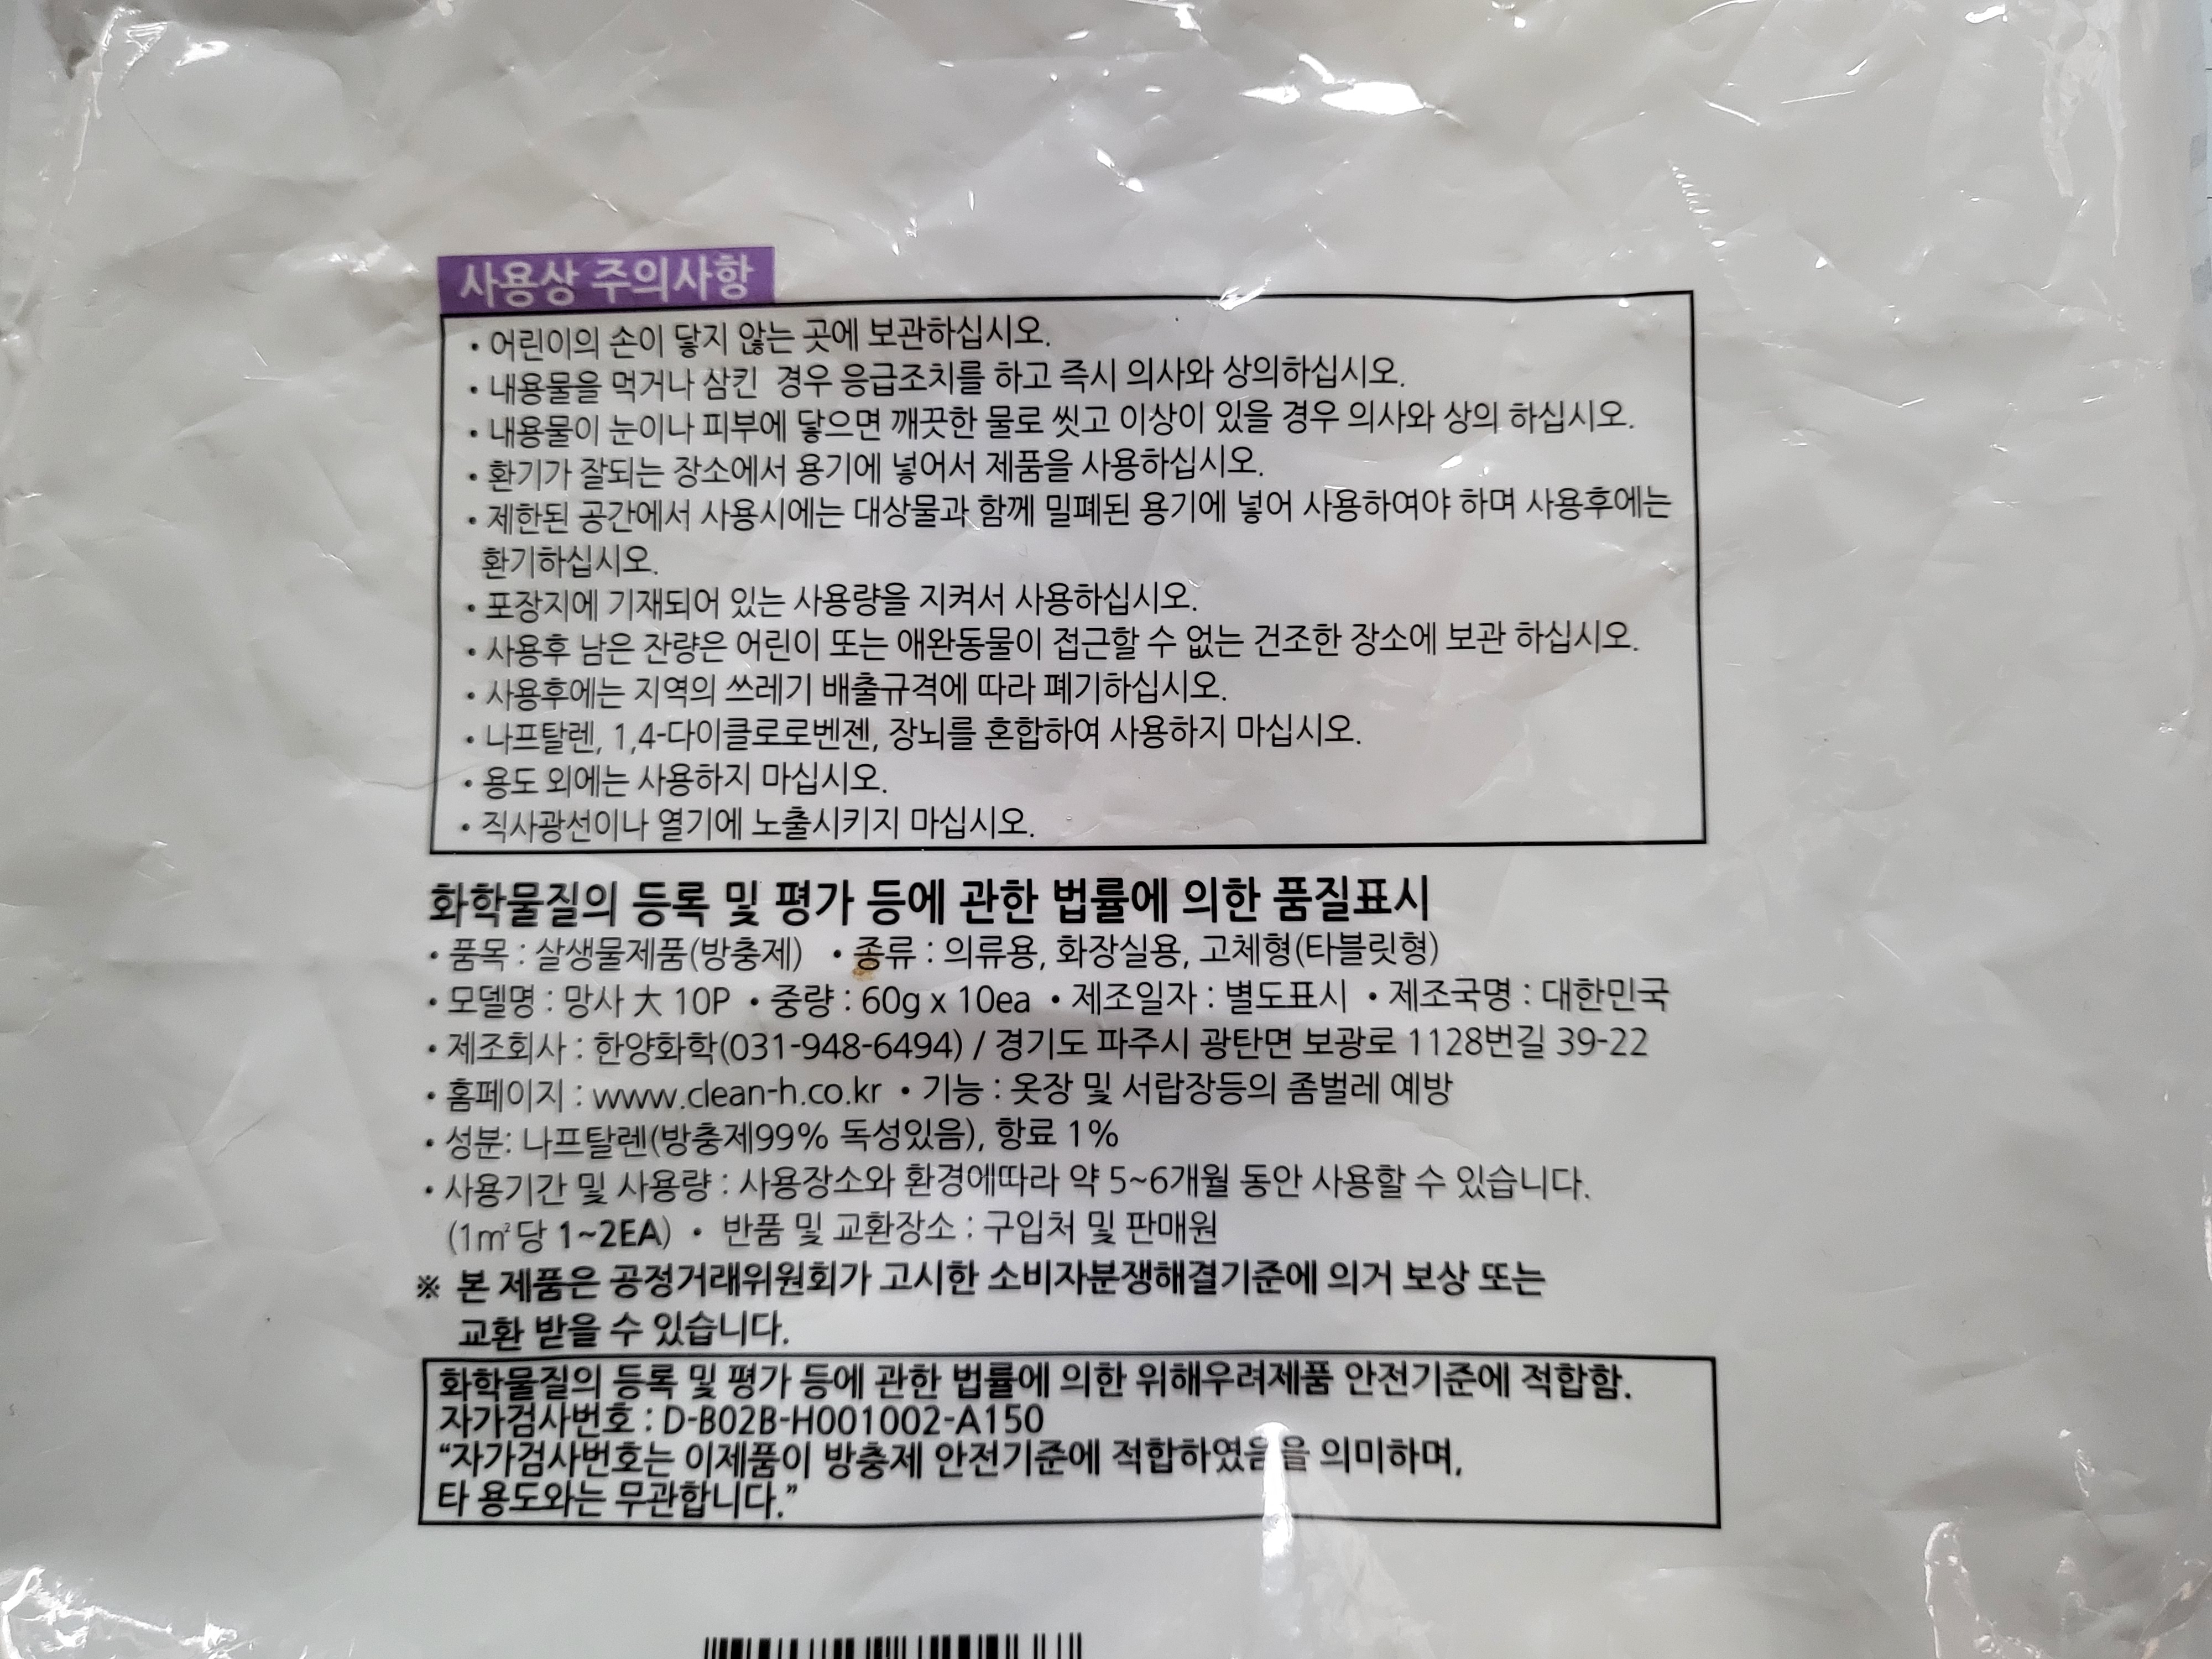 사용상 주의사항
• 어린이의 손이 닿지 않는 곳에 보관하십시오.
• 내용물을 먹거나 삼킨 경우 응급조치를 하고 즉시 의사와 상의하십시오.
• 내용물이 눈이나 피부에 닿으면 깨끗한 물로 씻고 이상이 있을 경우 의사와 상의 하십시오.
• 환기가 잘되는 장소에서 용기에 넣어서 제품을 사용하십시오.
• 제한된 공간에서 사용시에는 대상물과 함께 밀폐된 용기에 넣어 사용하여야 하며 사용후에는
환기하십시오.
• 포장지에 기재되어 있는 사용량을 지켜서 사용하십시오.
• 사용후 남은 잔량은 어린이 또는 애완동물이 접근할 수 없는 건조한 장소에 보관 하십시오.
• 사용후에는 지역의 쓰레기 배출규격에 따라 폐기하십시오.
• 나프탈렌, 1,4-다이클로로벤젠, 장뇌를 혼합하여 사용하지 마십시오.
• 용도 외에는 사용하지 마십시오.
• 직사광선이나 열기에 노출시키지 마십시오.
화학물질의 등록 및 평가 등에 관한 법률에 의한 품질표시
• 품목 : 살생물제품(방충제) • 종류 : 의류용, 화장실용, 고체형(타블릿형)
• 모델명 : 망사 大 10P • 중량 : 60g x 10ea • 제조일자 : 별도표시 • 제조국명 : 대한민국
• 제조회사 : 한양화학(031-948-6494) / 경기도 파주시 광탄면 보광로 1128번길 39-22
• 홈페이지 : www.clean-h.co.kr • 기능 : 옷장 및 서랍장등의 좀벌레 예방
• 성분: 나프탈렌(방충제99% 독성있음), 항료 1%
• 사용기간 및 사용량 : 사용장소와 환경에따라 약 5~6개월 동안 사용할 수 있습니다.
(1㎡당 1~2EA) • 반품 및 교환장소 : 구입처 및 판매원
※ 본 제품은 공정거래위원회가 고시한 소비자분쟁해결기준에 의거 보상 또는
교환 받을 수 있습니다.
화학물질의 등록 및 평가 등에 관한 법률에 의한 위해우려제품 안전기준에 적합함.
자가검사번호 : D-B02B-H001002-A150
“자가검사번호는 이제품이 방충제 안전기준에 적합하였음을 의미하며,
타 용도와는 무관합니다.”